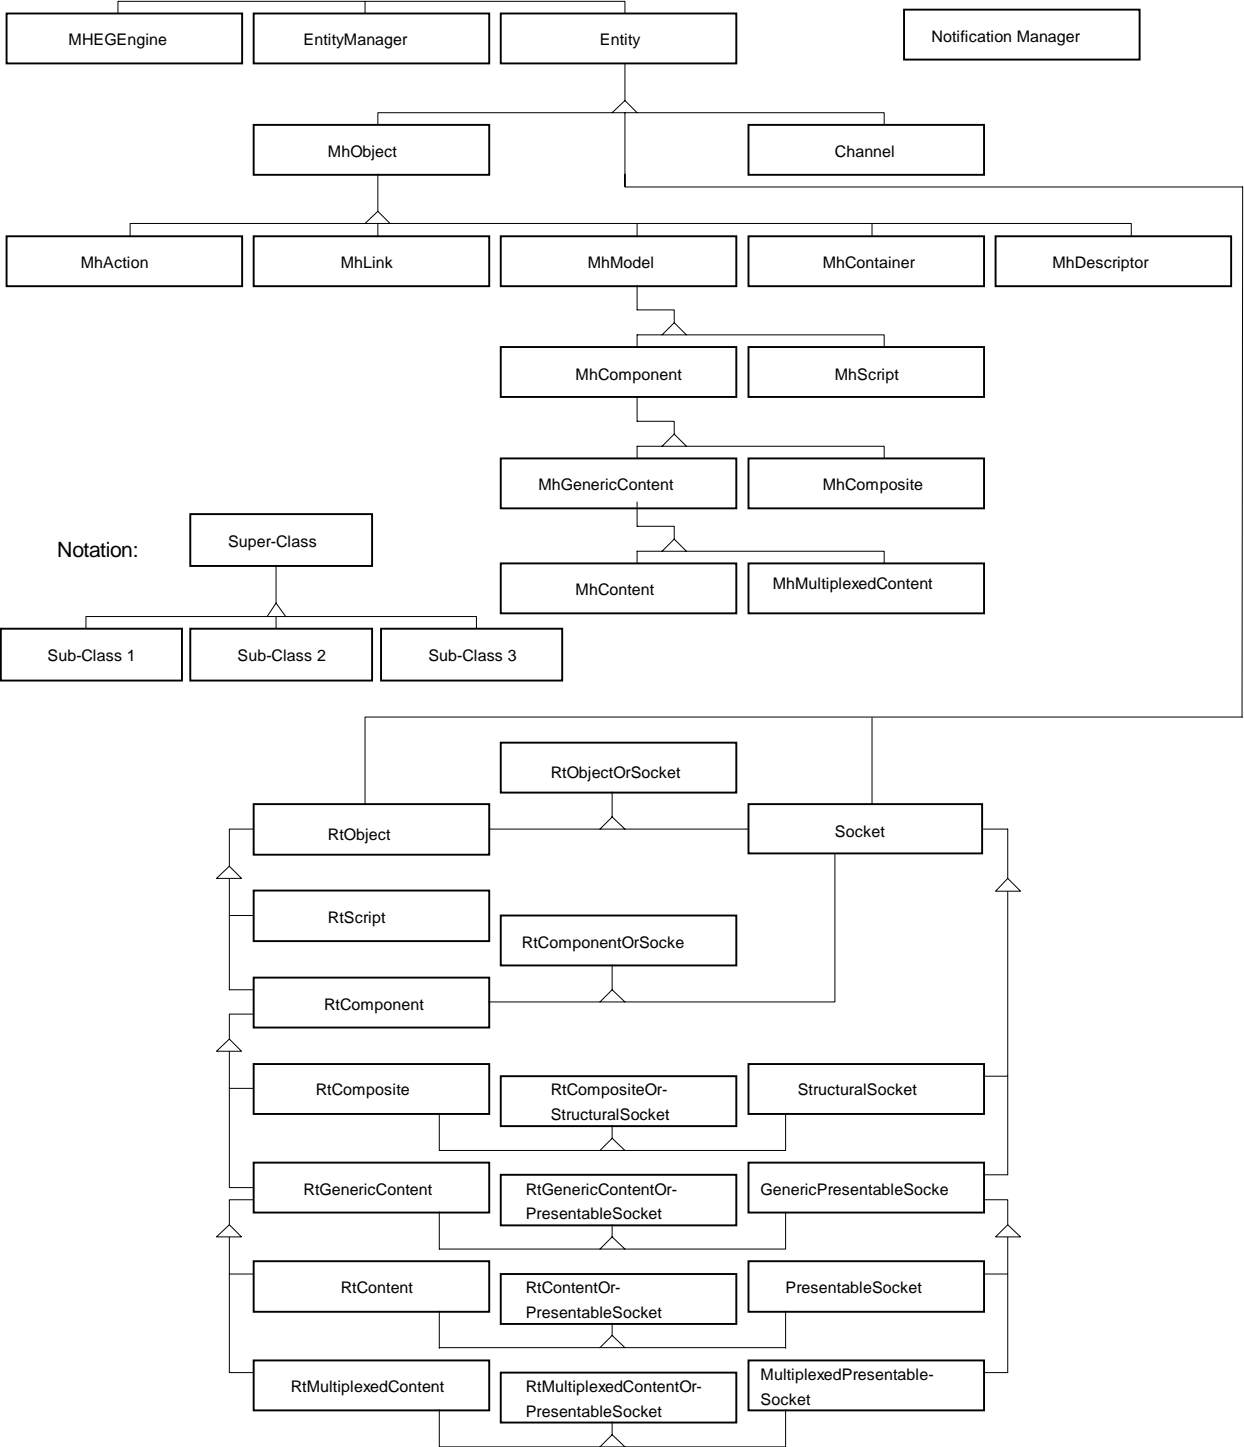 MHEGEngine
EntityManager
Entity
Notification Manager
MhObject
Channel
MhAction
MhLink
MhModel
MhContainer
MhDescriptor
MhComponent
MhScript
MhGenericContent
MhComposite
Notation:
Super-Class
MhContent
MhMultiplexedContent
Sub-Class 1
Sub-Class 2
Sub-Class 3
RtObjectOrSocket
RtObject
Socket
RtScript
RtComponentOrSocke
RtComponent
RtComposite
RtCompositeOr-
StructuralSocket
StructuralSocket
RtGenericContent
RtGenericContentOr-
PresentableSocket
GenericPresentableSocke
RtContent
RtContentOr-
PresentableSocket
PresentableSocket
RtMultiplexedContent
RtMultiplexedContentOr-
PresentableSocket
MultiplexedPresentable-
Socket